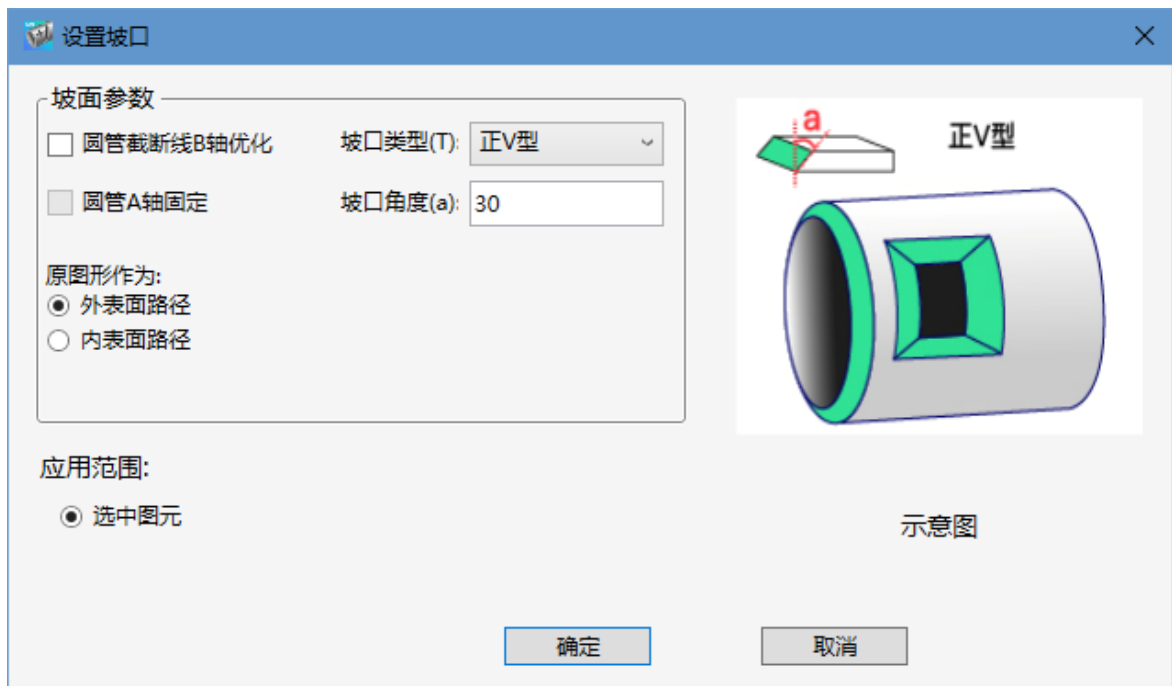 设置坡口
坡面参数
圆管截断线B轴优化
坡口类型(T): 正V型
圆管A轴固定
坡口角度(a): 30
原图形作为:
外表面路径
内表面路径
a
正V型
应用范围:
选中图元
示意图
确定
取消